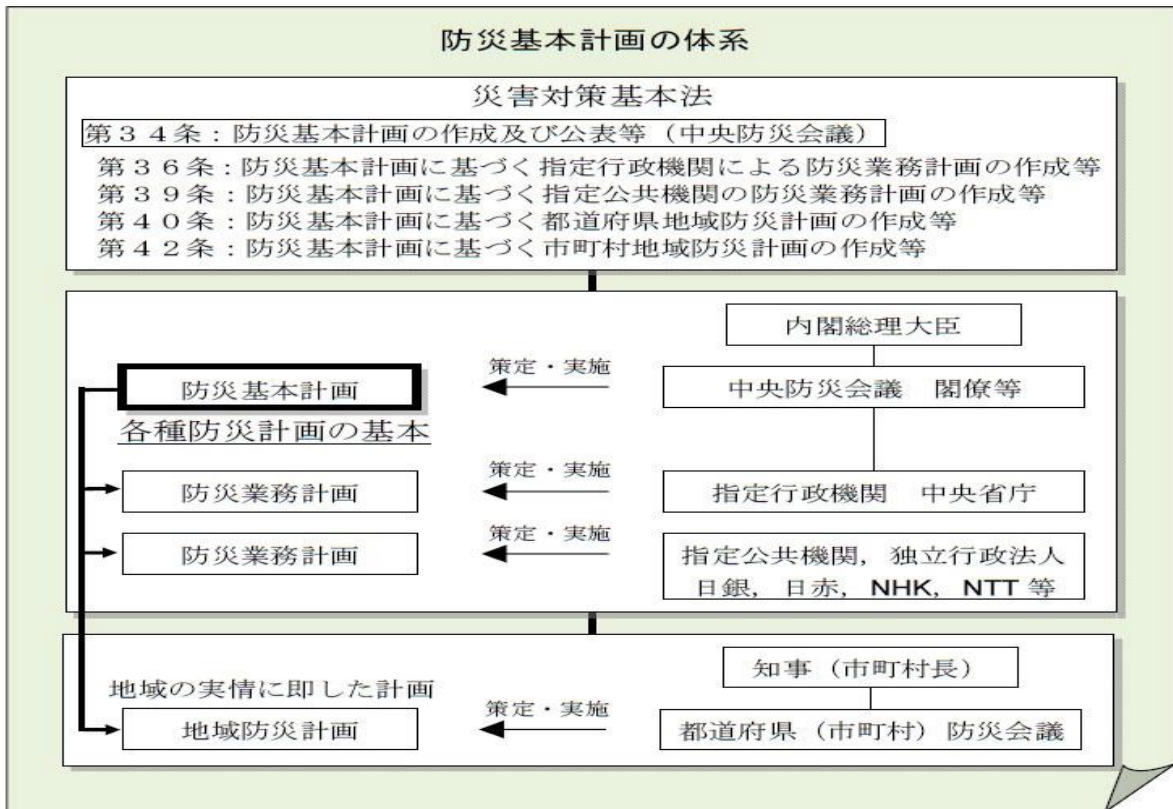 防災基本計画の体系
災害対策基本法
第34条：防災基本計画の作成及び公表等（中央防災会議）
第36条：防災基本計画に基づく指定行政機関による防災業務計画の作成等
第39条：防災基本計画に基づく指定公共機関の防災業務計画の作成等
第40条：防災基本計画に基づく都道府県地域防災計画の作成等
第42条：防災基本計画に基づく市町村地域防災計画の作成等
内閣総理大臣
防災基本計画
策定・実施
中央防災会議　閣僚等
各種防災計画の基本
防災業務計画
策定・実施
指定行政機関　中央省庁
防災業務計画
策定・実施
指定公共機関，独立行政法人
日銀，日赤，NHK，NTT 等
知事（市町村長）
地域の実情に即した計画
地域防災計画
策定・実施
都道府県（市町村）防災会議